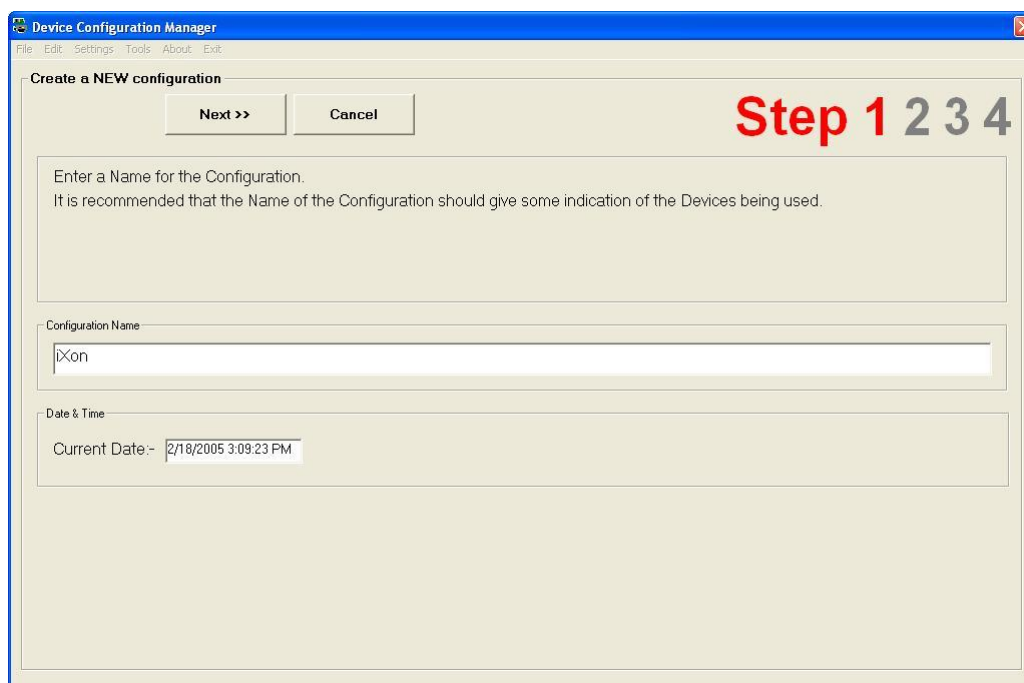 Device Configuration Manager
File Edit Settings Tools About Exit
Create a NEW configuration
Next >> Cancel
Step 1 2 3 4
Enter a Name for the Configuration.
It is recommended that the Name of the Configuration should give some indication of the Devices being used.
Configuration Name
iXon
Date & Time
Current Date:- 2/18/2005 3:09:23 PM